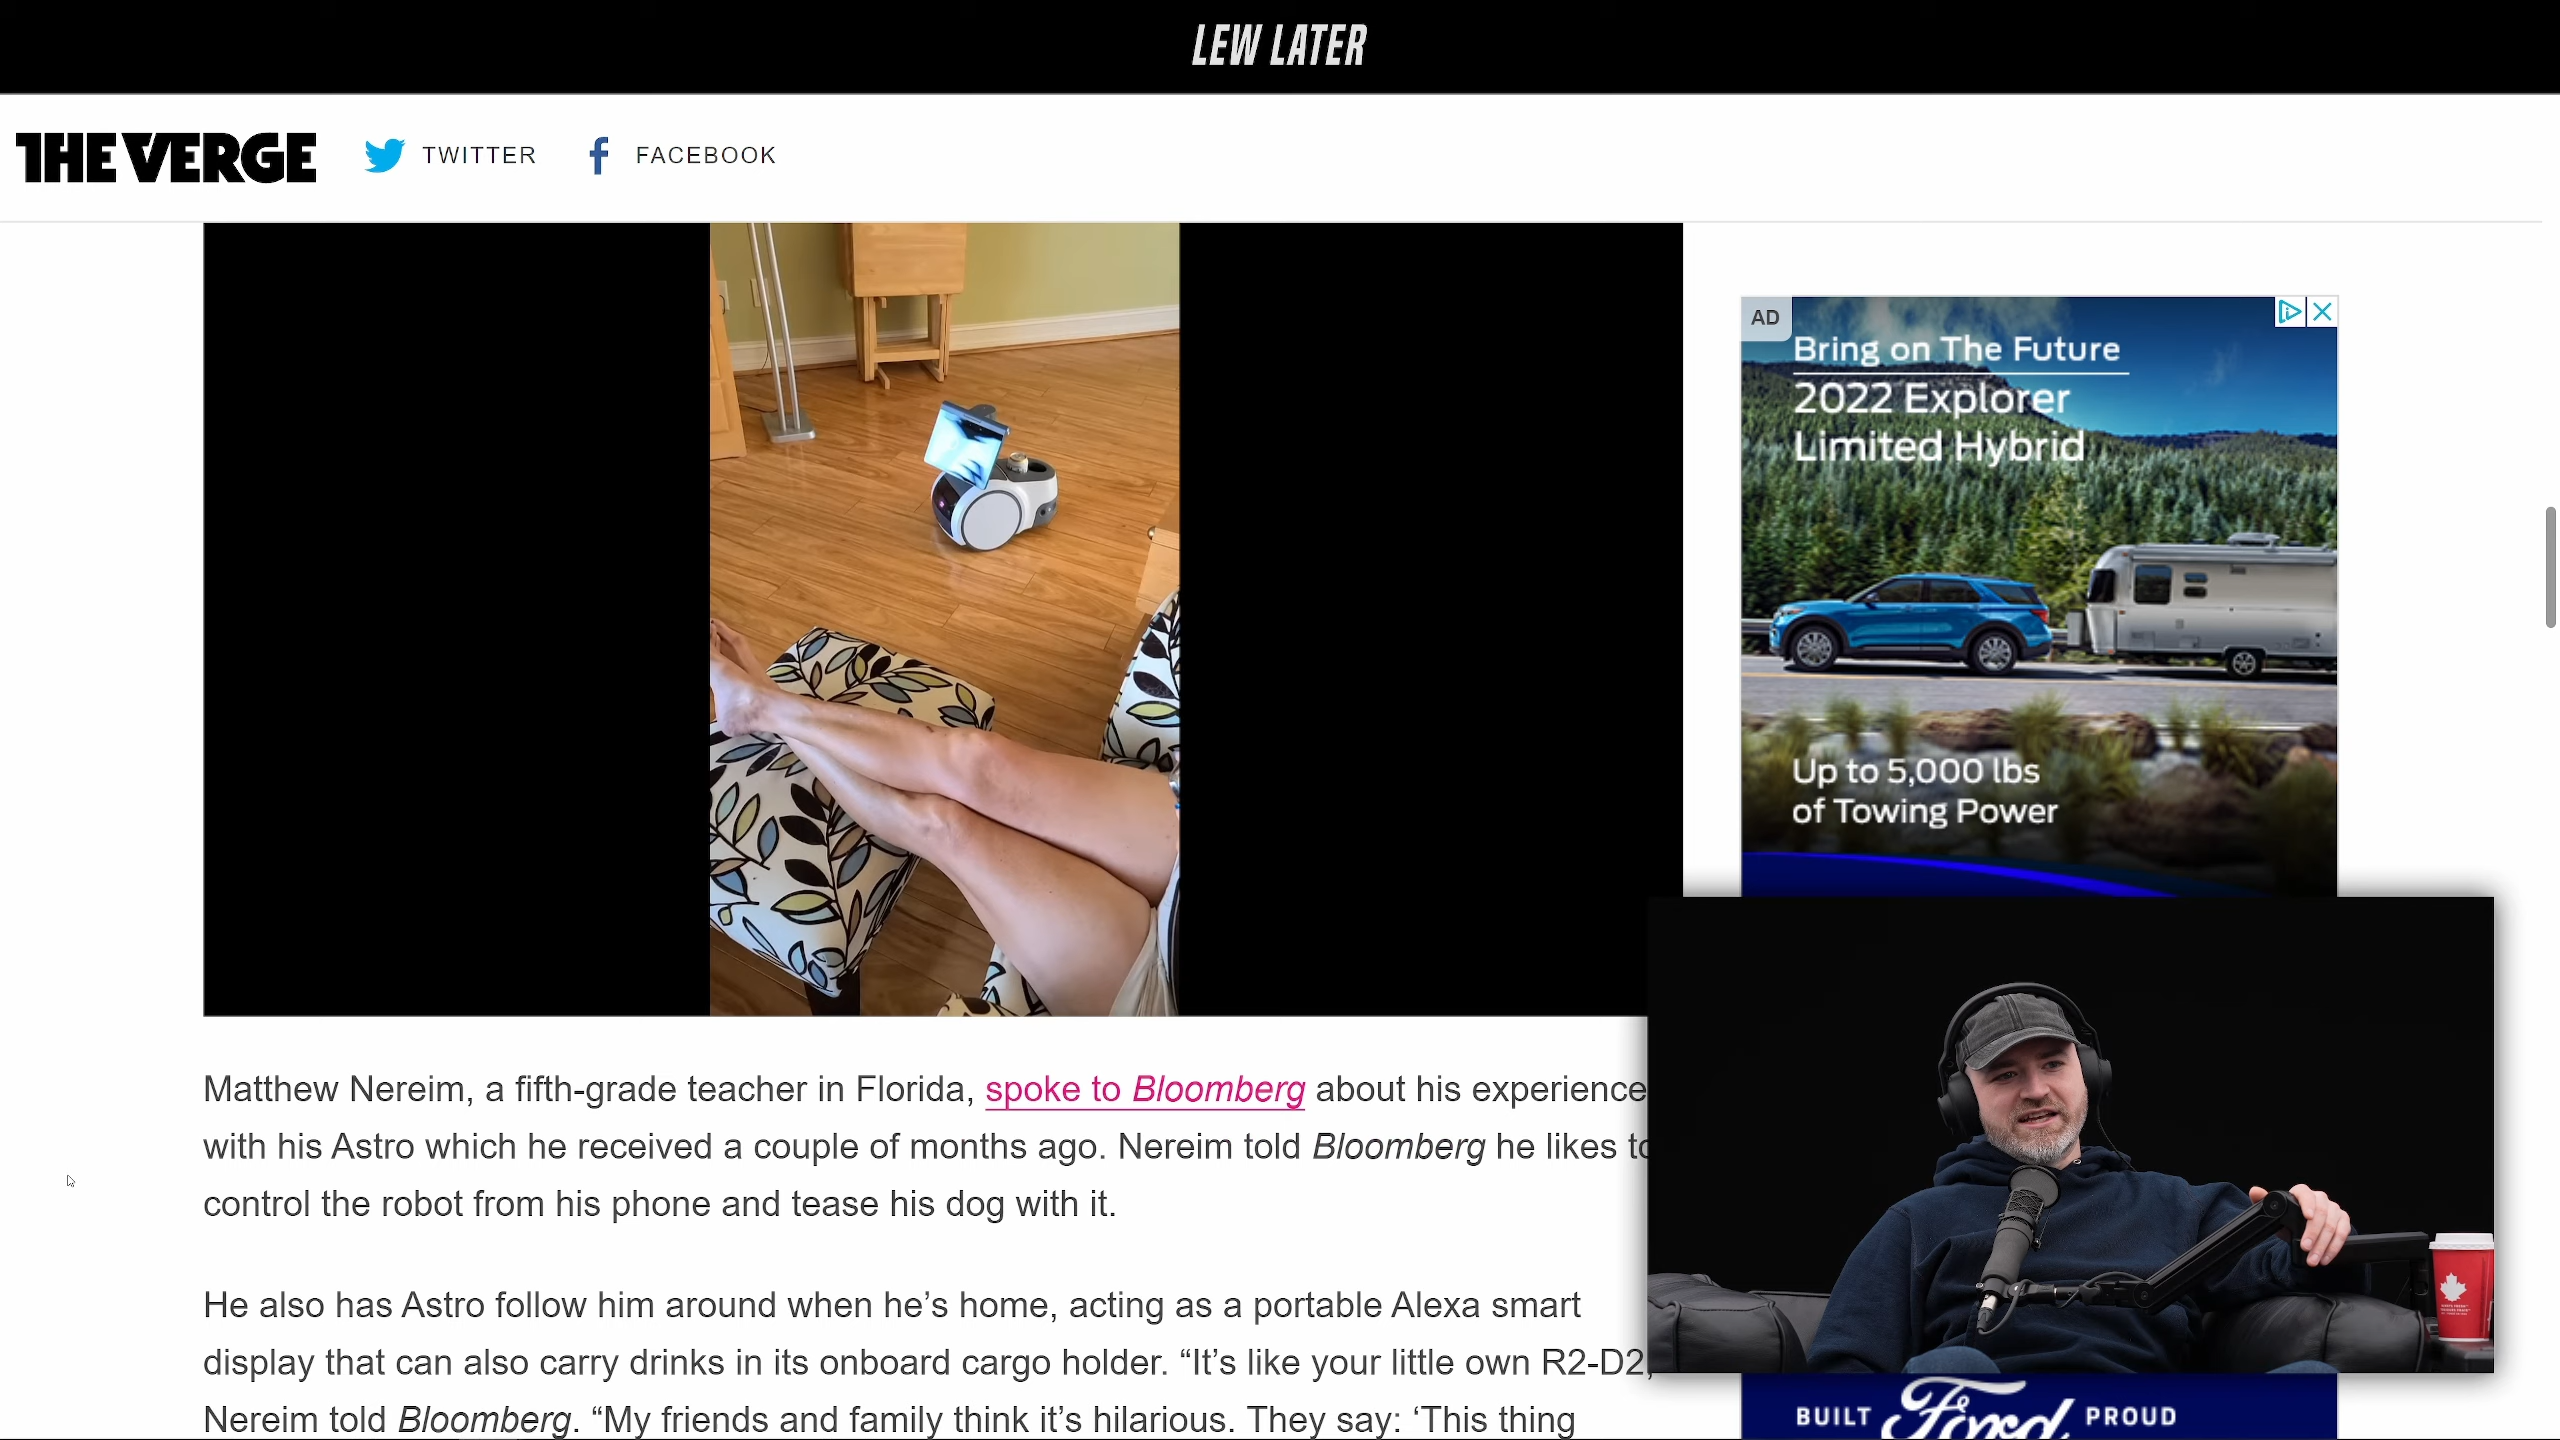 LEW LATER
THE VERGE
TWITTER
FACEBOOK
AD
Bring on The Future
2022 Explorer
Limited Hybrid
Up to 5,000 lbs
of Towing Power
Matthew Nereim, a fifth-grade teacher in Florida, spoke to Bloomberg about his experience
with his Astro which he received a couple of months ago. Nereim told Bloomberg he likes to
control the robot from his phone and tease his dog with it.
He also has Astro follow him around when he’s home, acting as a portable Alexa smart
display that can also carry drinks in its onboard cargo holder. “It’s like your little own R2-D2,
Nereim told Bloomberg. “My friends and family think it’s hilarious. They say: ‘This thing
BUILT Ford PROUD